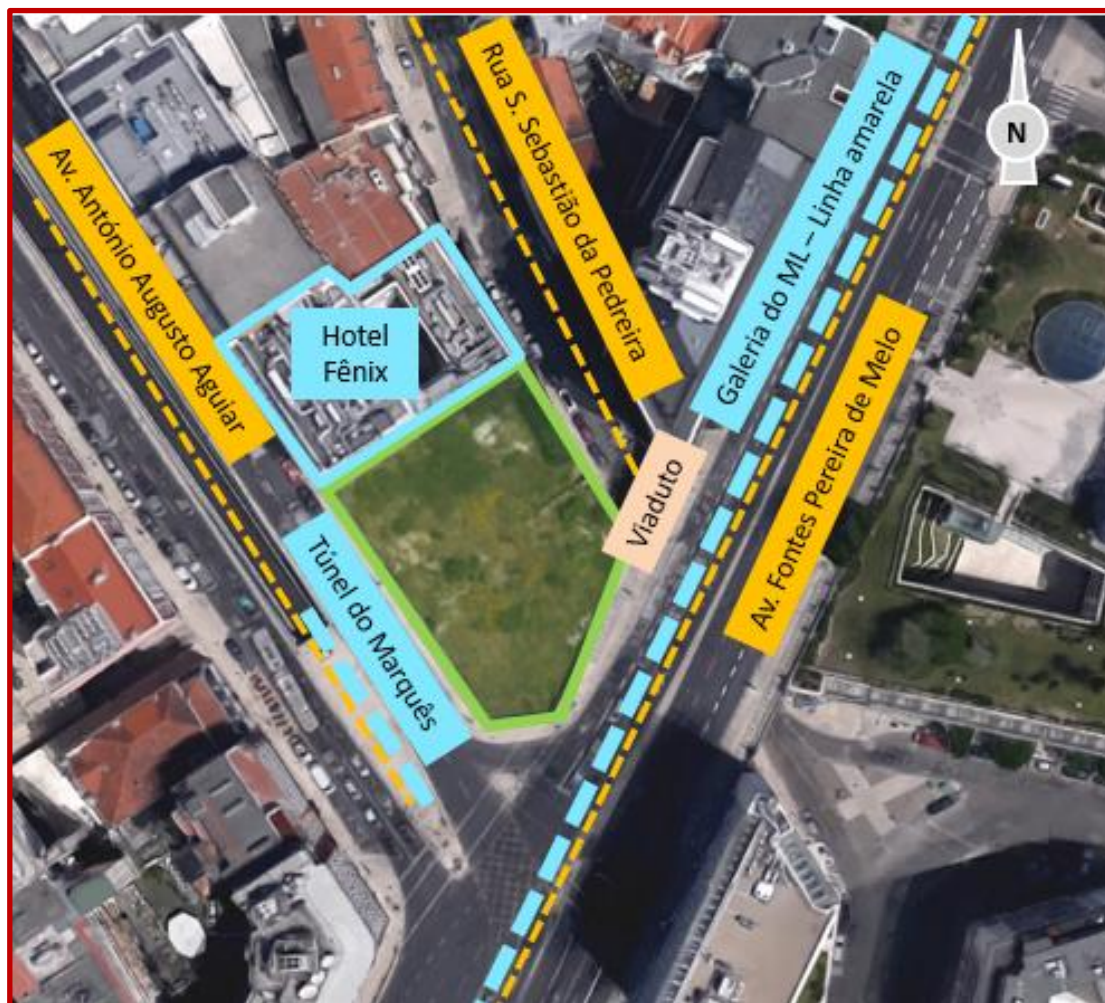 Rua S. Sebastião da Pedreira
Galeria do ML – Linha amarela
N
Av. António Augusto Aguiar
Hotel
Fênix
Viaduto
Av. Fontes Pereira de Melo
Túnel do Marquês